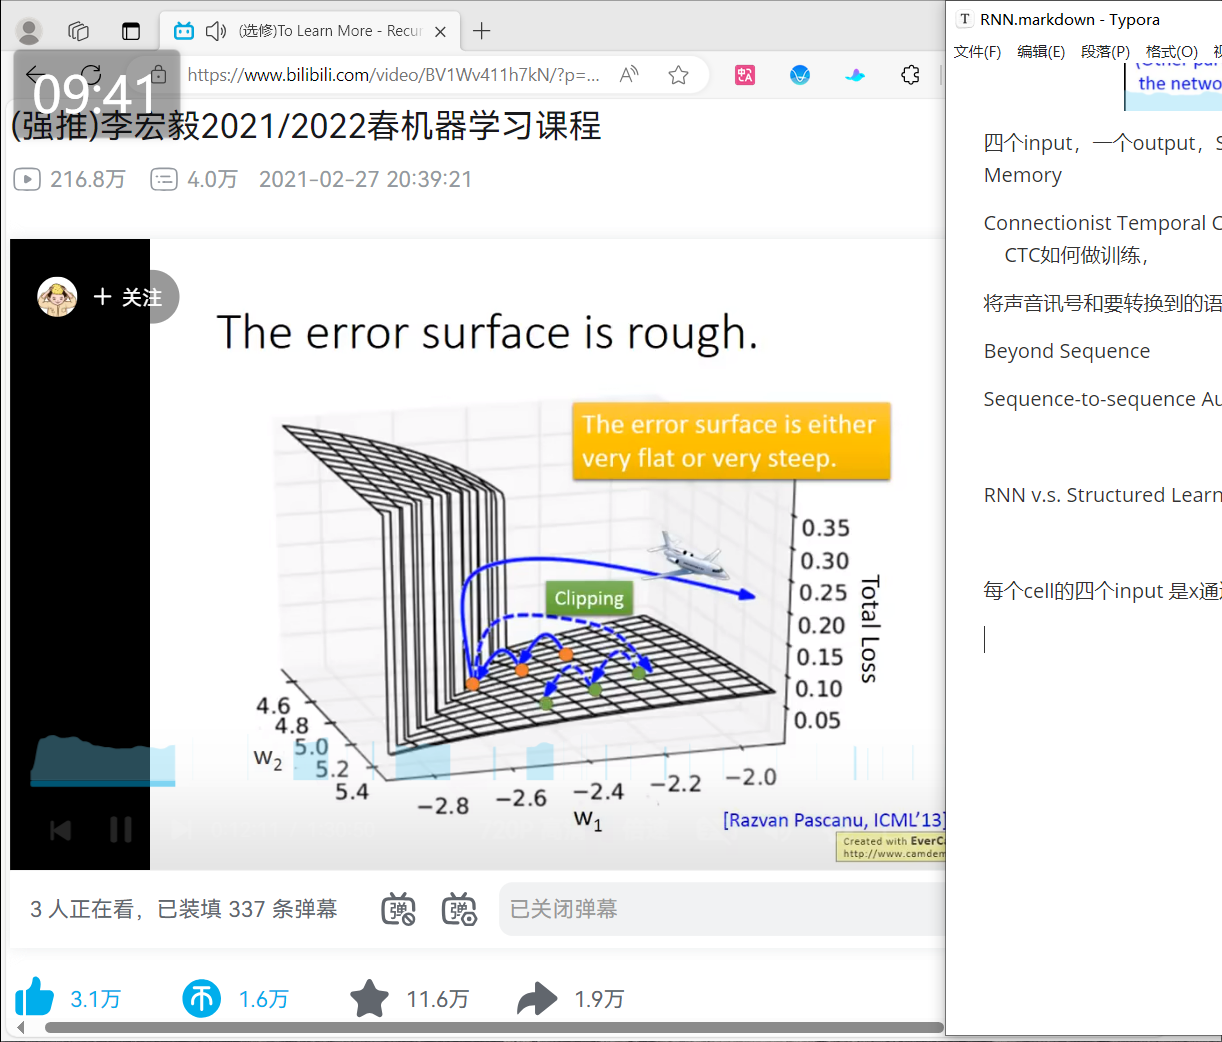 (选修)To Learn More - Recur
RNN.markdown - Typora
文件(F) 编辑(E) 段落(P) 格式(O)
https://www.bilibili.com/video/BV1Wv411h7kN/?p=...
09:41
(强推)李宏毅2021/2022春机器学习课程
216.8万 4.0万 2021-02-27 20:39:21
+ 关注
The error surface is rough.
The error surface is either
very flat or very steep.
Clipping
0.35
0.30
0.25
0.20
0.15
0.10
0.05
Total Loss
4.6
4.8
5.0
5.2
5.4
w2
−2.8 −2.6 −2.4 −2.2 −2.0
w1
[Razvan Pascanu, ICML'13]
Created with EverCa
http://www.camdem
3 人正在看，已装填 337 条弹幕
已关闭弹幕
3.1万 1.6万 11.6万 1.9万
the netwo
四个input，一个output，S
Memory
Connectionist Temporal C
CTC如何做训练，
将声音讯号和要转换到的语
Beyond Sequence
Sequence-to-sequence Au
RNN v.s. Structured Learn
每个cell的四个input 是x通